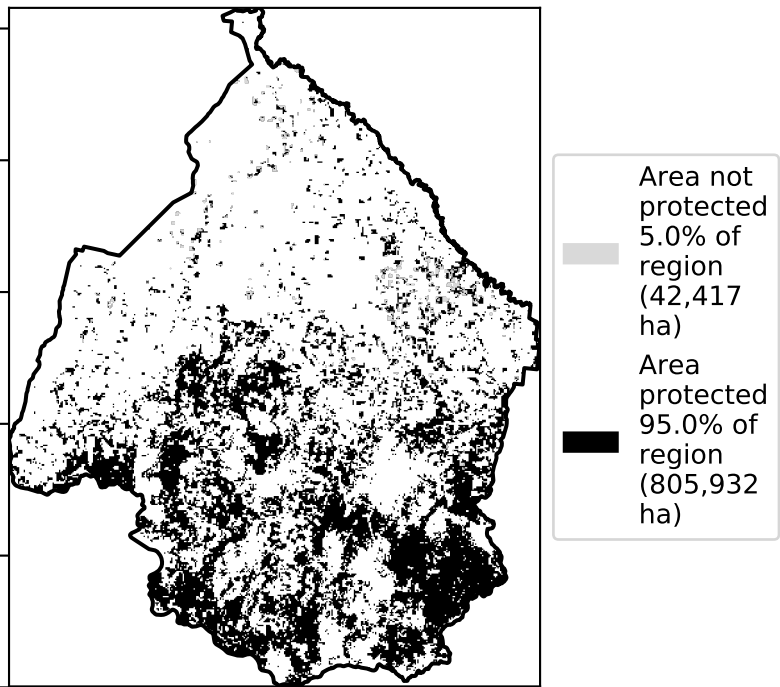 Area not
protected
5.0% of
region
(42,417
ha)
Area
protected
95.0% of
region
(805,932
ha)